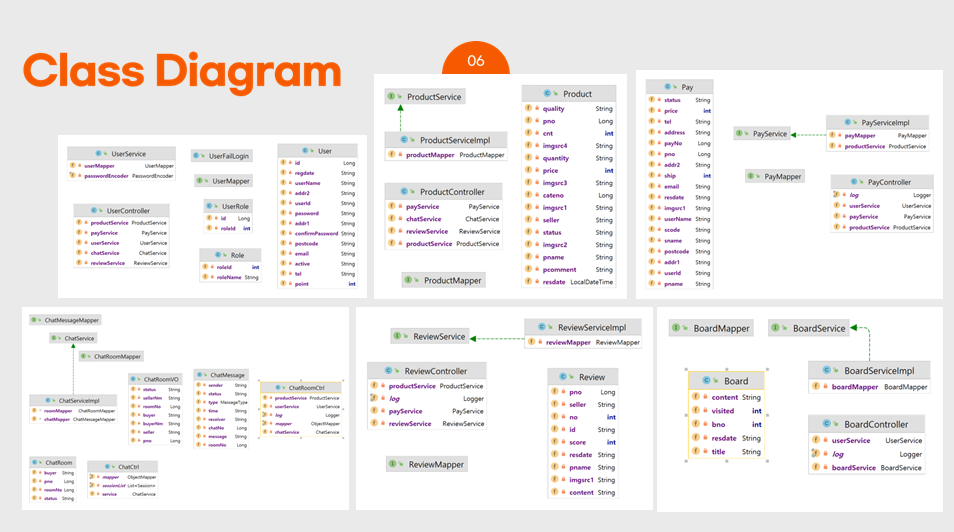 Class Diagram
06
UserService
userMapper UserMapper
passwordEncoder PasswordEncoder
UserController
productService ProductService
payService PayService
userService UserService
chatService ChatService
reviewService ReviewService
UserFailLogin
UserMapper
UserRole
id Long
roleId int
Role
roleId int
roleName String
User
id Long
regdate String
userName String
addr2 String
userId String
password String
addr1 String
confirmPassword String
postcode String
email String
active String
tel String
point int
ProductService
ProductServiceImpl
productMapper ProductMapper
ProductController
payService PayService
chatService ChatService
reviewService ReviewService
productService ProductService
ProductMapper
Product
quality String
pno Long
cnt int
imgsrc4 String
quantity String
price int
imgsrc3 String
cateno Long
imgsrc1 String
seller String
status String
imgsrc2 String
pname String
pcomment String
resdate LocalDateTime
Pay
status String
price int
tel String
address String
payNo Long
pno Long
addr2 String
ship int
email String
resdate String
imgsrc1 String
userName String
scode String
sname String
postcode String
addr1 String
userId String
pname String
PayService
PayServiceImpl
payMapper PayMapper
productService ProductService
PayMapper
PayController
log Logger
userService UserService
payService PayService
productService ProductService
ChatMessageMapper
ChatService
ChatRoomMapper
ChatServiceImpl
roomMapper ChatRoomMapper
chatMapper ChatMessageMapper
ChatRoomVO
status String
sellerNm String
roomNo Long
buyer String
buyerNm String
seller String
pno Long
ChatMessage
sender String
status String
type MessageType
time String
receiver String
chatNo Long
message String
roomNo Long
ChatRoomCtrl
productService ProductService
userService UserService
log Logger
mapper ObjectMapper
chatService ChatService
ChatRoom
buyer String
pno Long
roomNo Long
status String
ChatCtrl
mapper ObjectMapper
sessionList List<Session>
service ChatService
ReviewService
ReviewServiceImpl
reviewMapper ReviewMapper
ReviewController
productService ProductService
log Logger
payService PayService
reviewService ReviewService
ReviewMapper
Review
pno Long
seller String
no int
id String
score int
resdate String
pname String
imgsrc1 String
content String
BoardMapper
BoardService
Board
content String
visited int
bno int
resdate String
title String
BoardServiceImpl
boardMapper BoardMapper
BoardController
userService UserService
log Logger
boardService BoardService